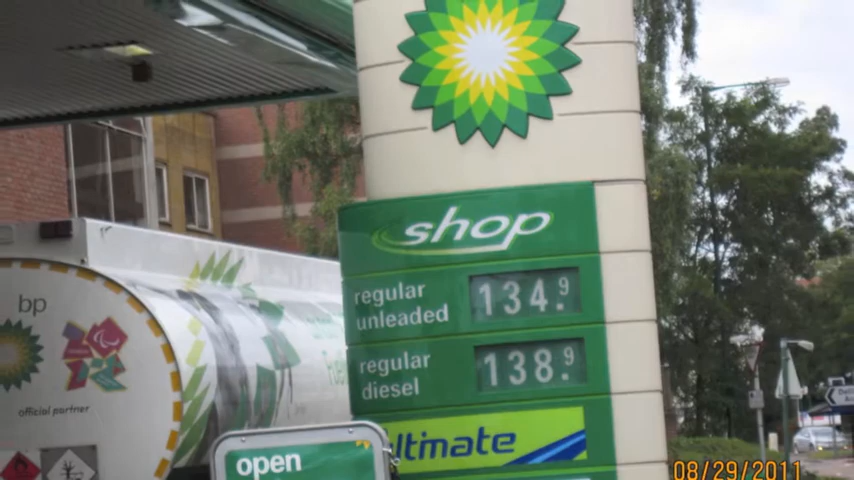 shop
regular
unleaded
134.9
regular
diesel
138.9
ultimate
bp
official partner
open
08/29/2011